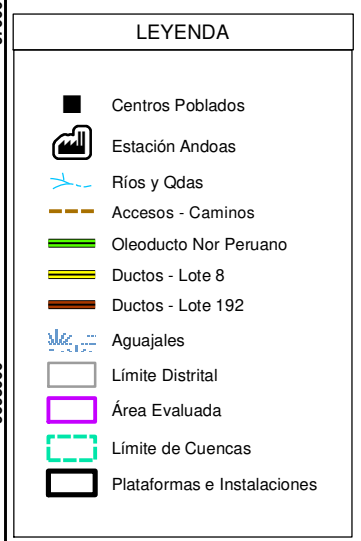 LEYENDA
Centros Poblados
Estación Andoas
Ríos y Qdas
Accesos - Caminos
Oleoducto Nor Peruano
Ductos - Lote 8
Ductos - Lote 192
Aguajales
Límite Distrital
Área Evaluada
Límite de Cuencas
Plataformas e Instalaciones